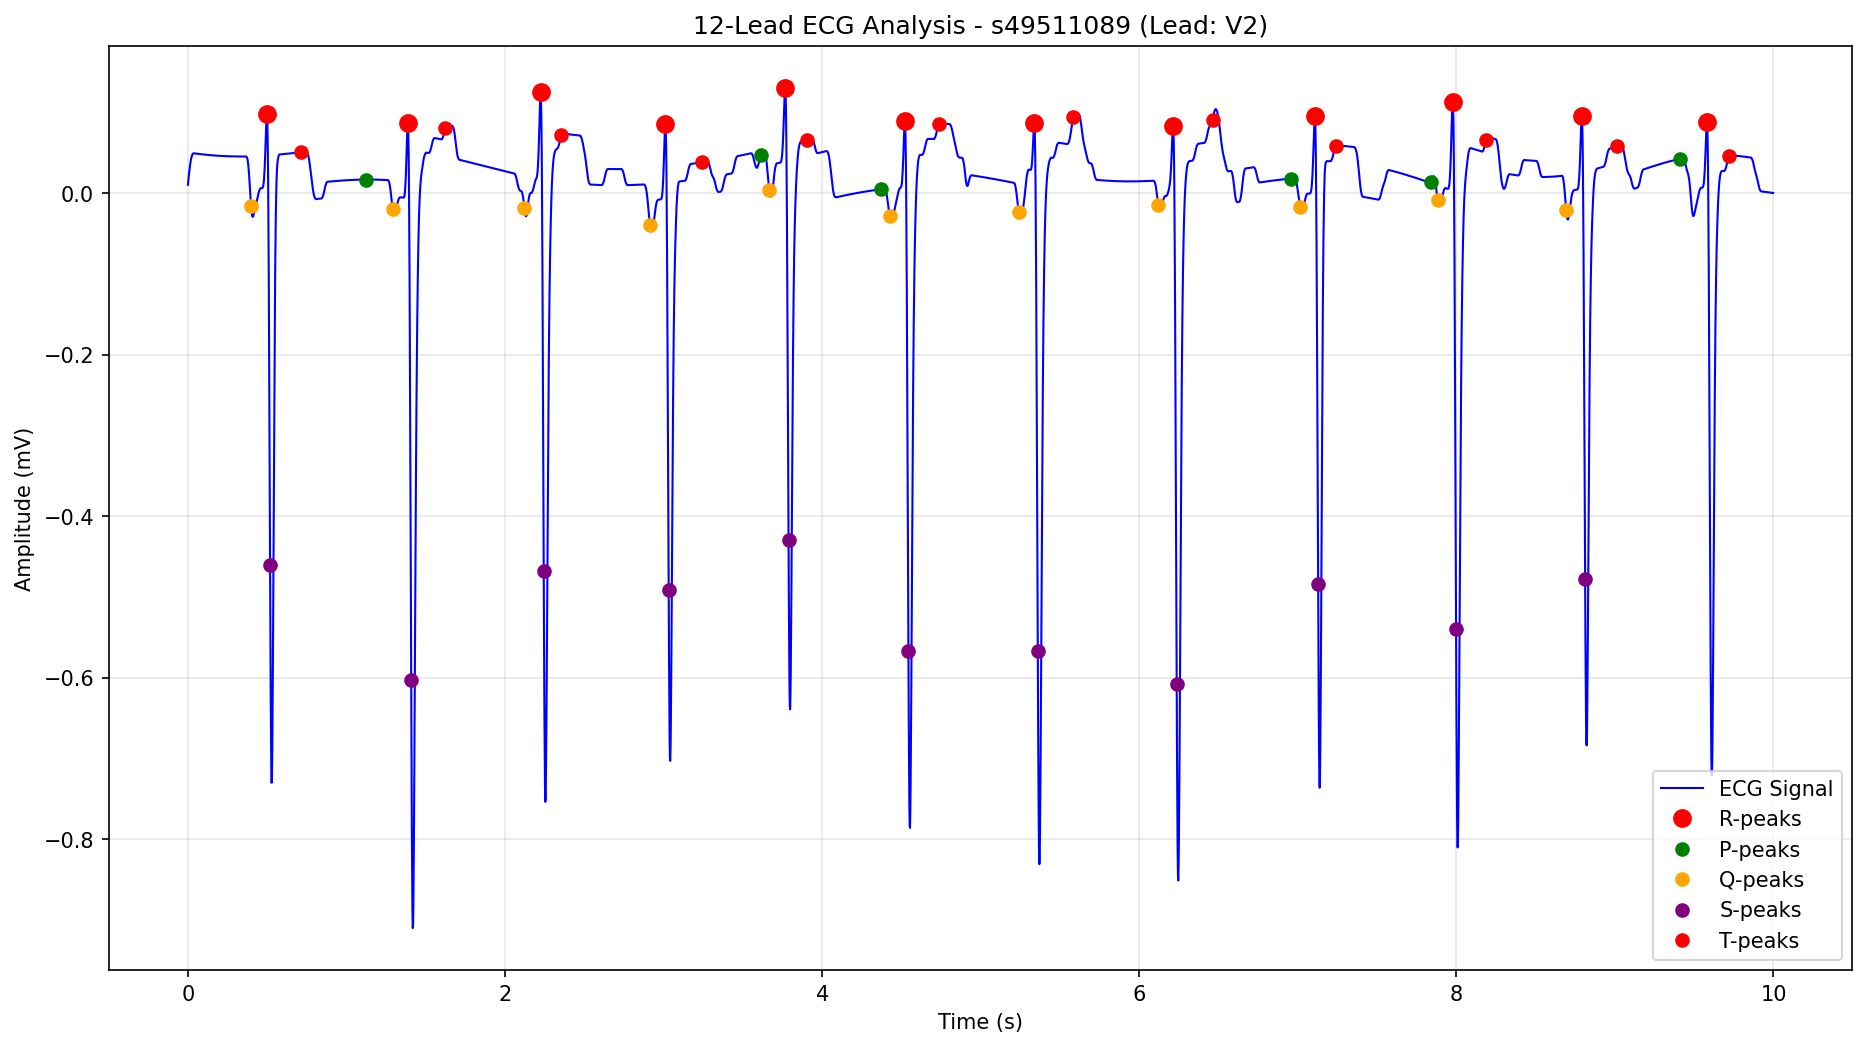 12-Lead ECG Analysis - s49511089 (Lead: V2)
Amplitude (mV)
0.0
−0.2
−0.4
−0.6
−0.8
ECG Signal
R-peaks
P-peaks
Q-peaks
S-peaks
T-peaks
0 2 4 6 8 10
Time (s)